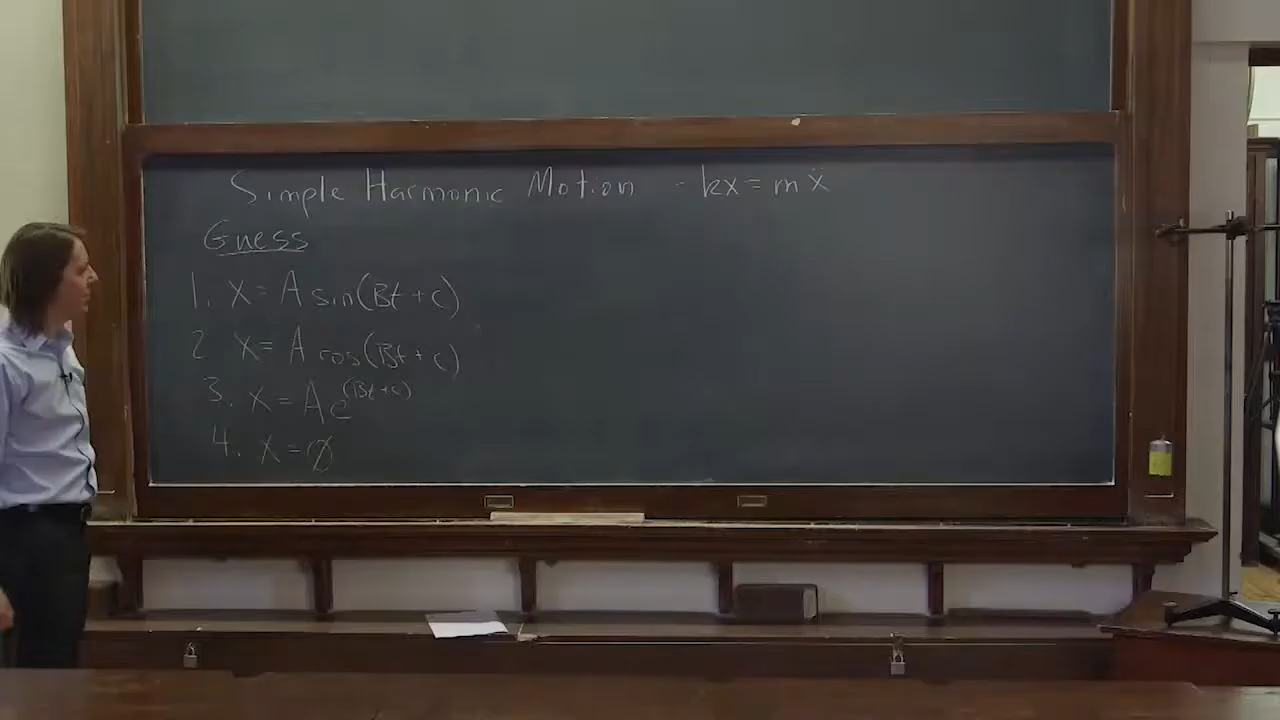 Simple Harmonic Motion -kx = mẍ
Guess
1. x = A sin(Bt + c)
2 x = A cos(Bt + c)
3. x = A e^(Bt + c)
4. x = Ø